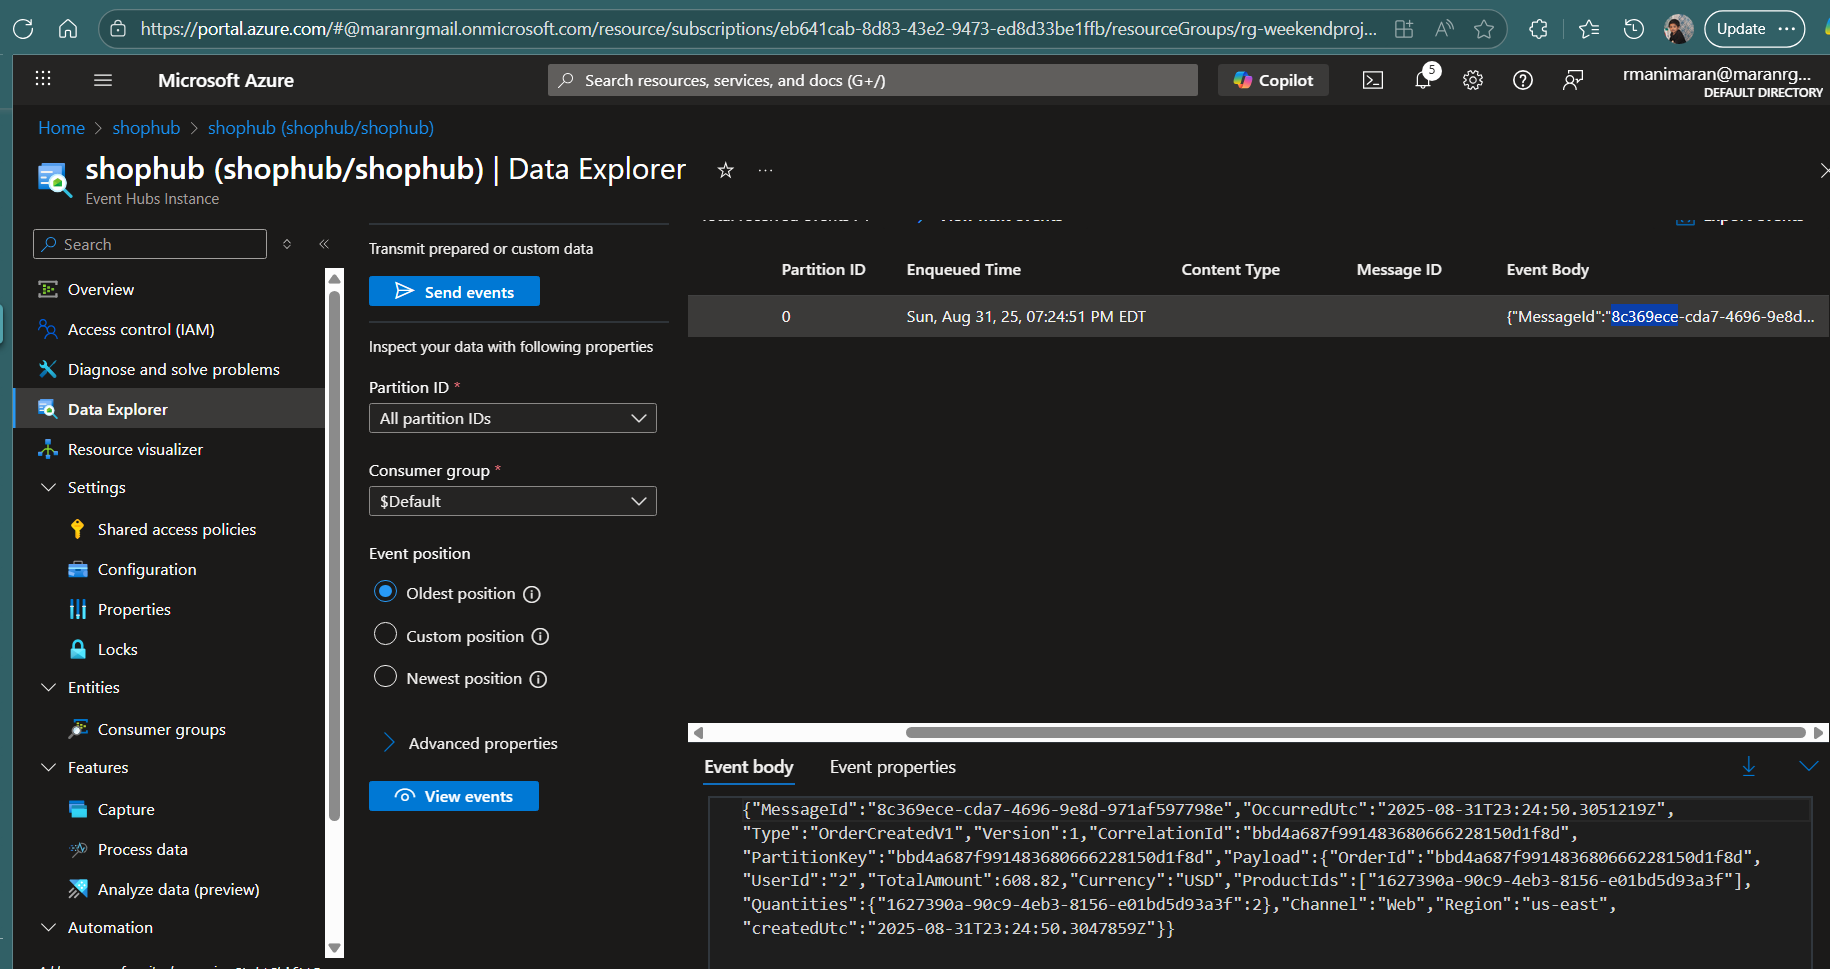 https://portal.azure.com/#@maranrgmail.onmicrosoft.com/resource/subscriptions/eb641cab-8d83-43e2-9473-ed8d33be1ffb/resourceGroups/rg-weekendproj...
Update
Microsoft Azure
Search resources, services, and docs (G+/)
Copilot
5
rmanimaran@maranrg...
DEFAULT DIRECTORY
Home > shophub > shophub (shophub/shophub)
shophub (shophub/shophub) | Data Explorer
Event Hubs Instance
Search
Overview
Access control (IAM)
Diagnose and solve problems
Data Explorer
Resource visualizer
Settings
Shared access policies
Configuration
Properties
Locks
Entities
Consumer groups
Features
Capture
Process data
Analyze data (preview)
Automation
Transmit prepared or custom data
Send events
Inspect your data with following properties
Partition ID *
All partition IDs
Consumer group *
$Default
Event position
Oldest position
Custom position
Newest position
Advanced properties
View events
Partition ID Enqueued Time Content Type Message ID Event Body
0 Sun, Aug 31, 25, 07:24:51 PM EDT {"MessageId":"8c369ece-cda7-4696-9e8d...
Event body Event properties
{"MessageId":"8c369ece-cda7-4696-9e8d-971af597798e","OccurredUtc":"2025-08-31T23:24:50.3051219Z",
"Type":"OrderCreatedV1","Version":1,"CorrelationId":"bbd4a687f991483680666228150d1f8d",
"PartitionKey":"bbd4a687f991483680666228150d1f8d","Payload":{"OrderId":"bbd4a687f991483680666228150d1f8d",
"UserId":"2","TotalAmount":608.82,"Currency":"USD","ProductIds":["1627390a-90c9-4eb3-8156-e01bd5d93a3f"],
"Quantities":{"1627390a-90c9-4eb3-8156-e01bd5d93a3f":2},"Channel":"Web","Region":"us-east",
"createdUtc":"2025-08-31T23:24:50.3047859Z"}}